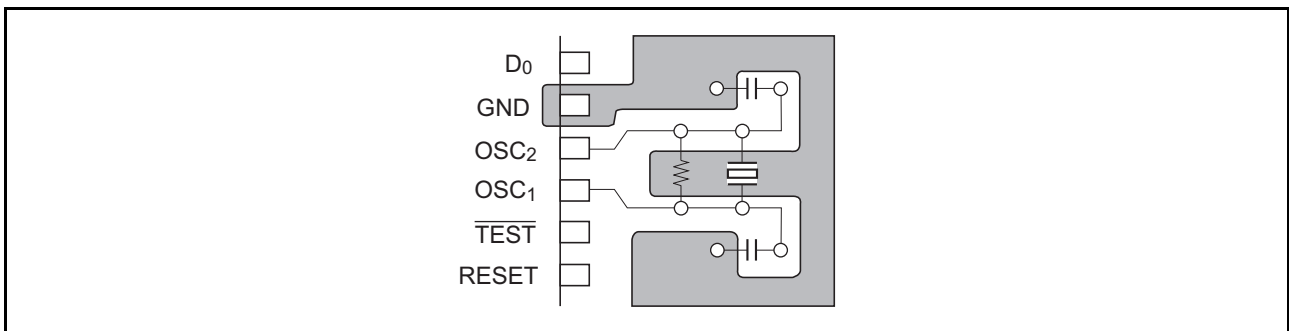 D0
GND
OSC2
OSC1
TEST
RESET